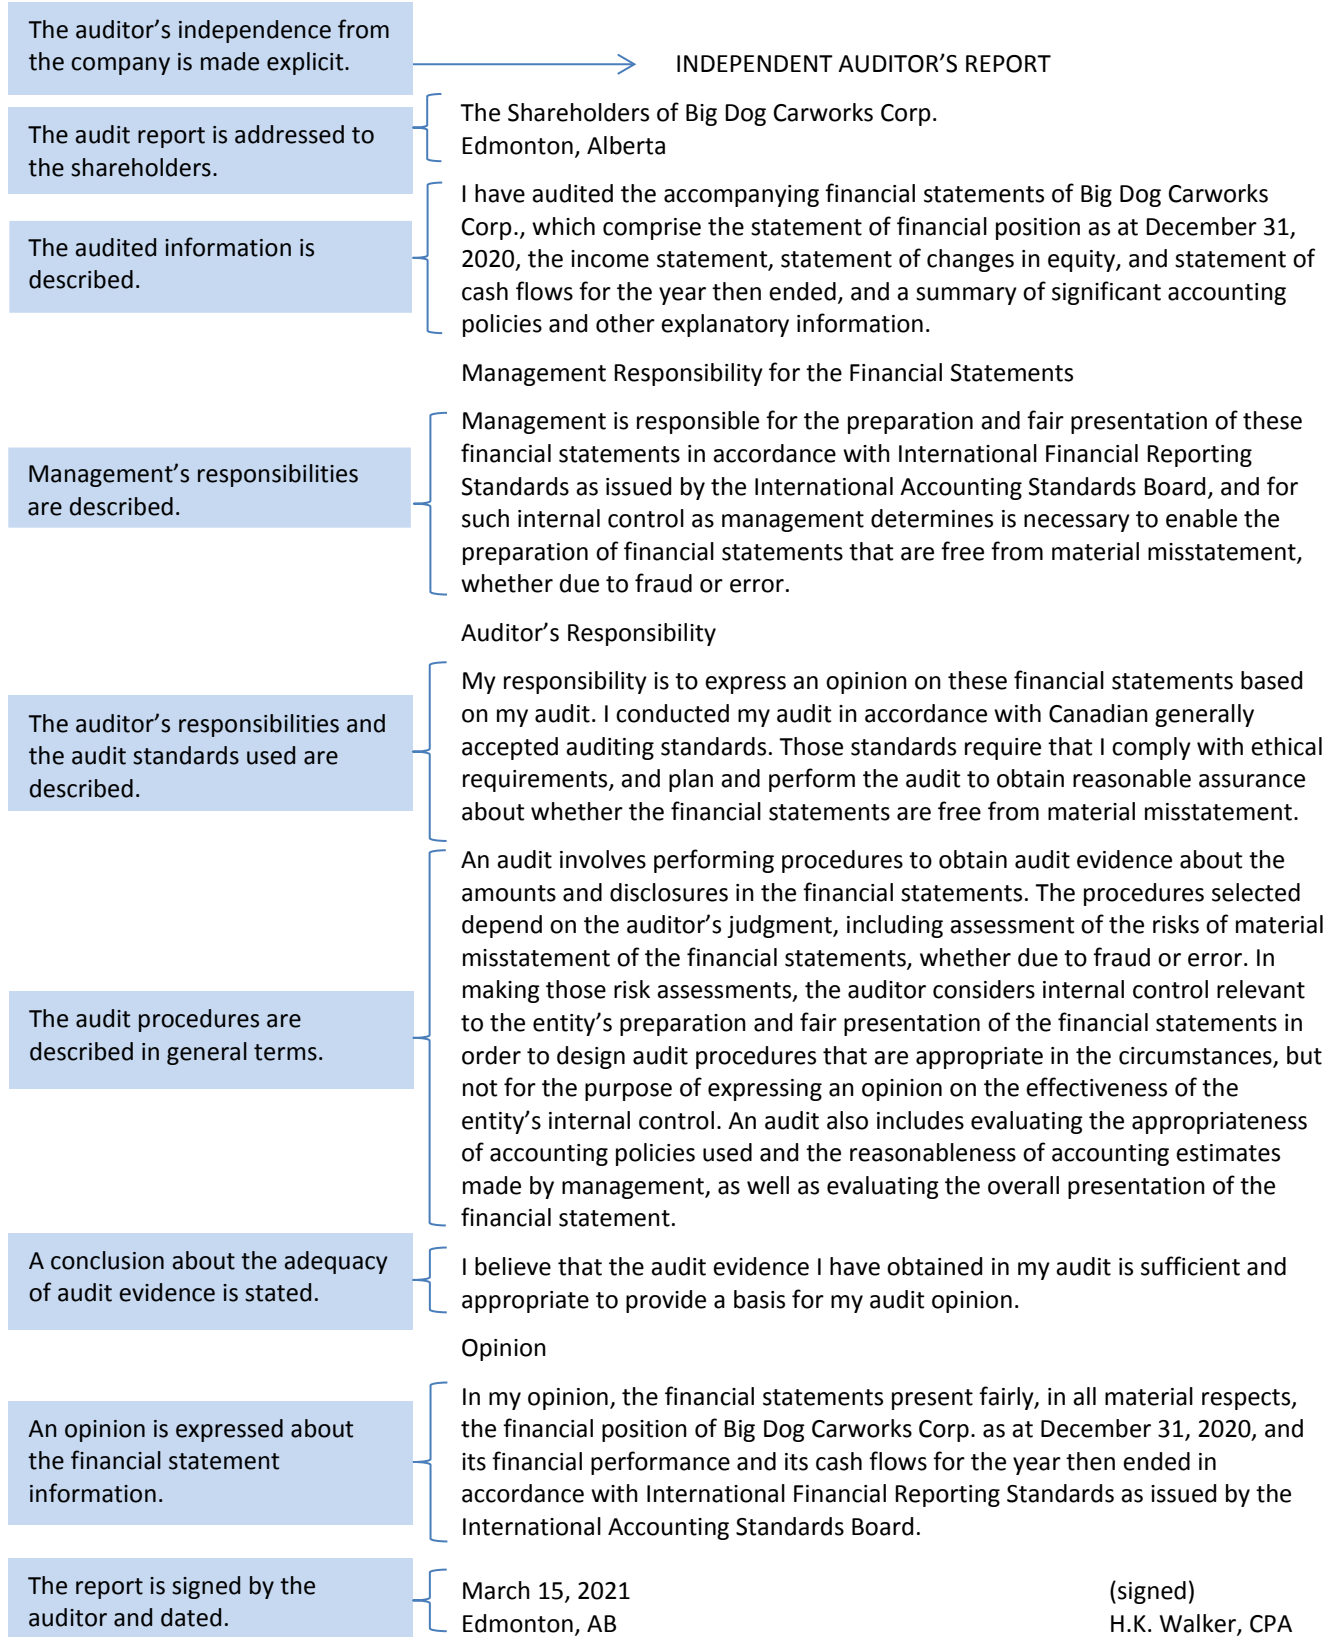 The auditor’s independence from
the company is made explicit.
INDEPENDENT AUDITOR’S REPORT
The audit report is addressed to
the shareholders.
The Shareholders of Big Dog Carworks Corp.
Edmonton, Alberta
The audited information is
described.
I have audited the accompanying financial statements of Big Dog Carworks
Corp., which comprise the statement of financial position as at December 31,
2020, the income statement, statement of changes in equity, and statement of
cash flows for the year then ended, and a summary of significant accounting
policies and other explanatory information.
Management Responsibility for the Financial Statements
Management’s responsibilities
are described.
Management is responsible for the preparation and fair presentation of these
financial statements in accordance with International Financial Reporting
Standards as issued by the International Accounting Standards Board, and for
such internal control as management determines is necessary to enable the
preparation of financial statements that are free from material misstatement,
whether due to fraud or error.
Auditor’s Responsibility
The auditor’s responsibilities and
the audit standards used are
described.
My responsibility is to express an opinion on these financial statements based
on my audit. I conducted my audit in accordance with Canadian generally
accepted auditing standards. Those standards require that I comply with ethical
requirements, and plan and perform the audit to obtain reasonable assurance
about whether the financial statements are free from material misstatement.
The audit procedures are
described in general terms.
An audit involves performing procedures to obtain audit evidence about the
amounts and disclosures in the financial statements. The procedures selected
depend on the auditor’s judgment, including assessment of the risks of material
misstatement of the financial statements, whether due to fraud or error. In
making those risk assessments, the auditor considers internal control relevant
to the entity’s preparation and fair presentation of the financial statements in
order to design audit procedures that are appropriate in the circumstances, but
not for the purpose of expressing an opinion on the effectiveness of the
entity’s internal control. An audit also includes evaluating the appropriateness
of accounting policies used and the reasonableness of accounting estimates
made by management, as well as evaluating the overall presentation of the
financial statement.
A conclusion about the adequacy
of audit evidence is stated.
I believe that the audit evidence I have obtained in my audit is sufficient and
appropriate to provide a basis for my audit opinion.
Opinion
An opinion is expressed about
the financial statement
information.
In my opinion, the financial statements present fairly, in all material respects,
the financial position of Big Dog Carworks Corp. as at December 31, 2020, and
its financial performance and its cash flows for the year then ended in
accordance with International Financial Reporting Standards as issued by the
International Accounting Standards Board.
The report is signed by the
auditor and dated.
March 15, 2021 (signed)
Edmonton, AB H.K. Walker, CPA